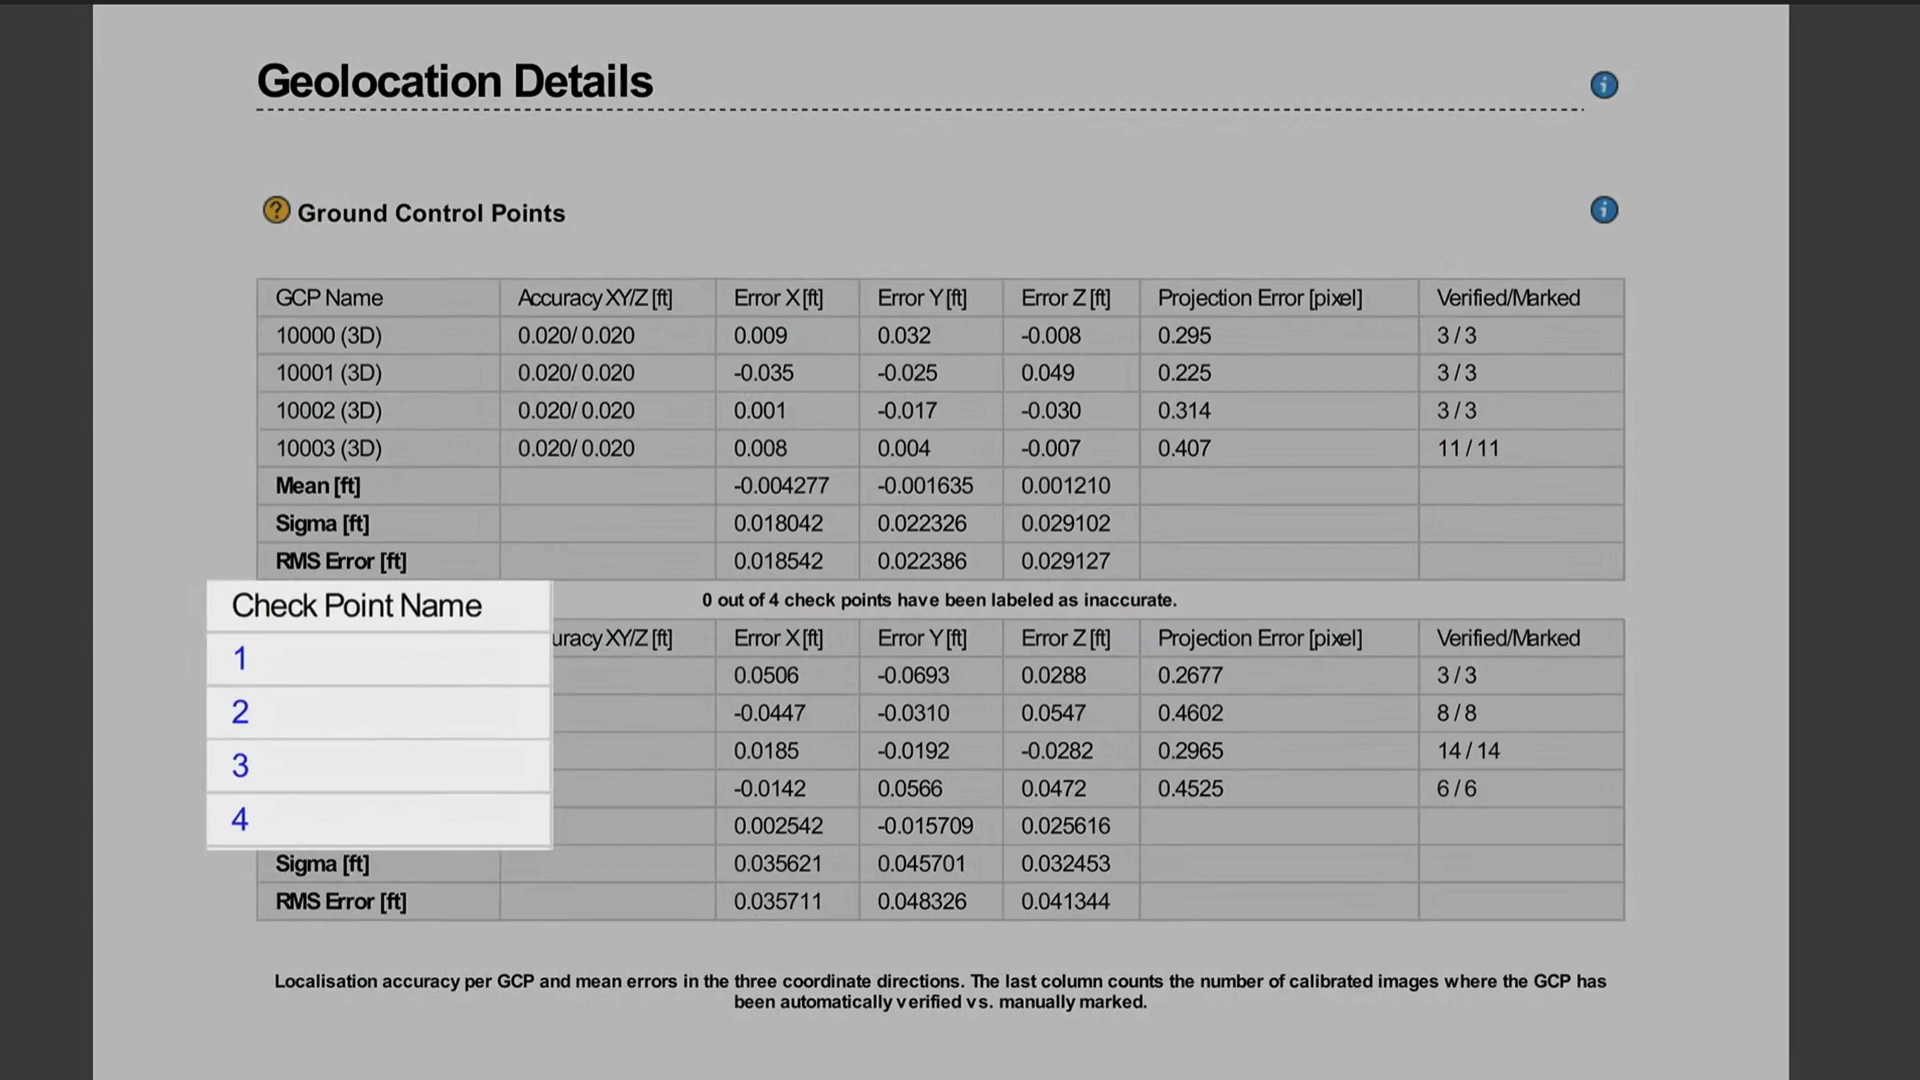 Geolocation Details
Ground Control Points
GCP Name Accuracy XY/Z [ft] Error X [ft] Error Y [ft] Error Z [ft] Projection Error [pixel] Verified/Marked
10000 (3D) 0.020/ 0.020 0.009 0.032 -0.008 0.295 3 / 3
10001 (3D) 0.020/ 0.020 -0.035 -0.025 0.049 0.225 3 / 3
10002 (3D) 0.020/ 0.020 0.001 -0.017 -0.030 0.314 3 / 3
10003 (3D) 0.020/ 0.020 0.008 0.004 -0.007 0.407 11 / 11
Mean [ft] -0.004277 -0.001635 0.001210
Sigma [ft] 0.018042 0.022326 0.029102
RMS Error [ft] 0.018542 0.022386 0.029127
0 out of 4 check points have been labeled as inaccurate.
Check Point Name uracy XY/Z [ft] Error X [ft] Error Y [ft] Error Z [ft] Projection Error [pixel] Verified/Marked
1 0.0506 -0.0693 0.0288 0.2677 3 / 3
2 -0.0447 -0.0310 0.0547 0.4602 8 / 8
3 0.0185 -0.0192 -0.0282 0.2965 14 / 14
4 -0.0142 0.0566 0.0472 0.4525 6 / 6
0.002542 -0.015709 0.025616
Sigma [ft] 0.035621 0.045701 0.032453
RMS Error [ft] 0.035711 0.048326 0.041344
Localisation accuracy per GCP and mean errors in the three coordinate directions. The last column counts the number of calibrated images where the GCP has
been automatically verified vs. manually marked.